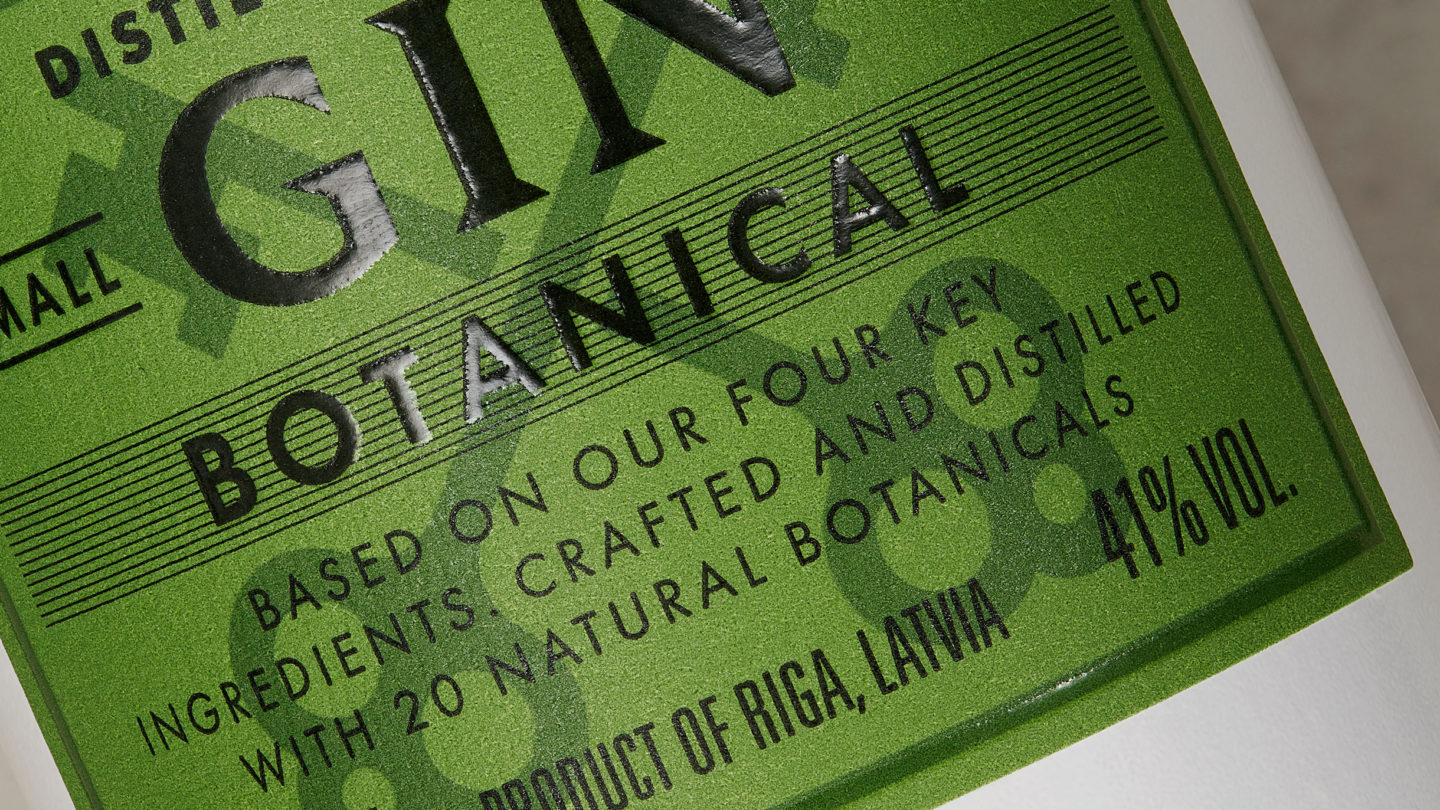 GIN
BOTANICAL
BASED ON OUR FOUR KEY
INGREDIENTS. CRAFTED AND DISTILLED
WITH 20 NATURAL BOTANICALS
41% VOL.
PRODUCT OF RIGA, LATVIA